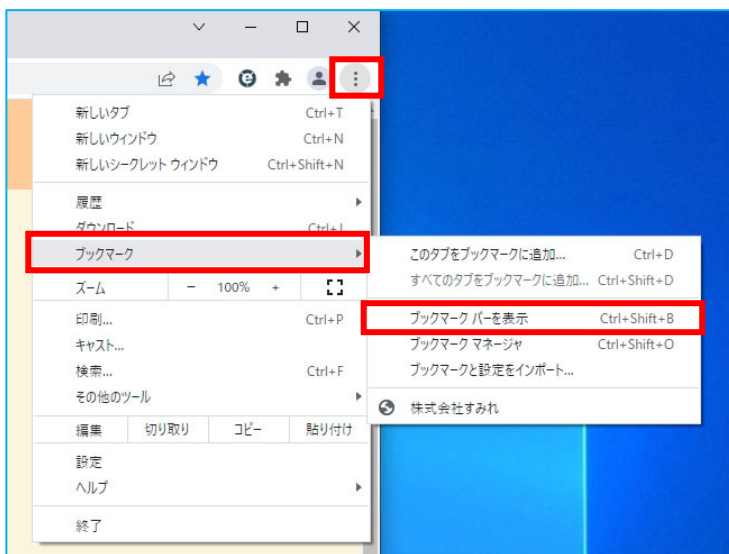 新しいタブ Ctrl+T
新しいウィンドウ Ctrl+N
新しいシークレット ウィンドウ Ctrl+Shift+N
履歴
ダウンロード Ctrl+J
ブックマーク
ズーム － 100% +
印刷... Ctrl+P
キャスト...
検索... Ctrl+F
その他のツール
編集 切り取り コピー 貼り付け
設定
ヘルプ
終了
このタブをブックマークに追加... Ctrl+D
すべてのタブをブックマークに追加... Ctrl+Shift+D
ブックマーク バーを表示 Ctrl+Shift+B
ブックマーク マネージャ Ctrl+Shift+O
ブックマークと設定をインポート...
株式会社すみれ